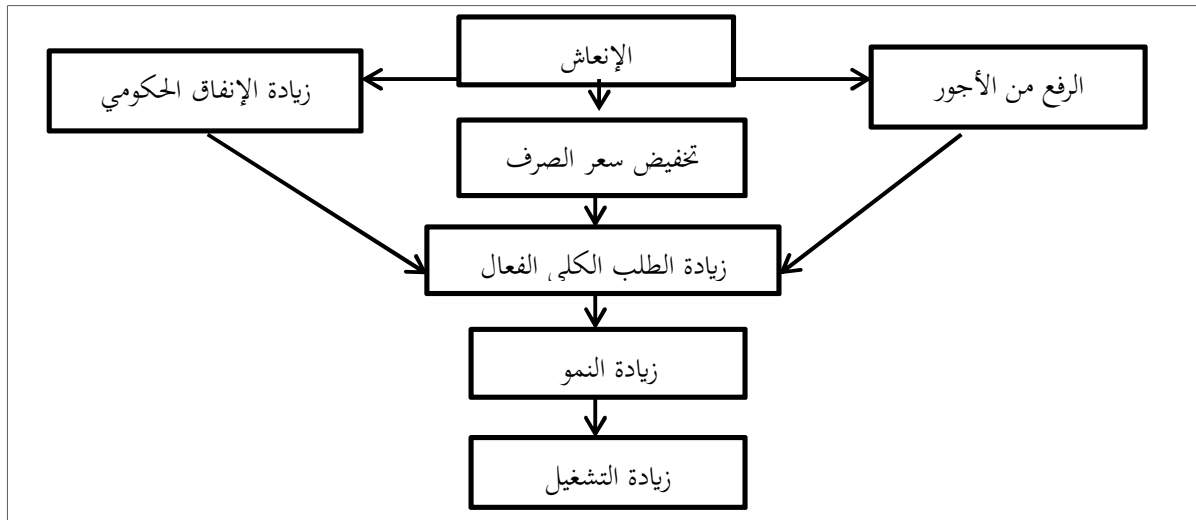 الإنعاش
الرفع من الأجور
زيادة الإنفاق الحكومي
تخفيض سعر الصرف
زيادة الطلب الكلي الفعال
زيادة النمو
زيادة التشغيل